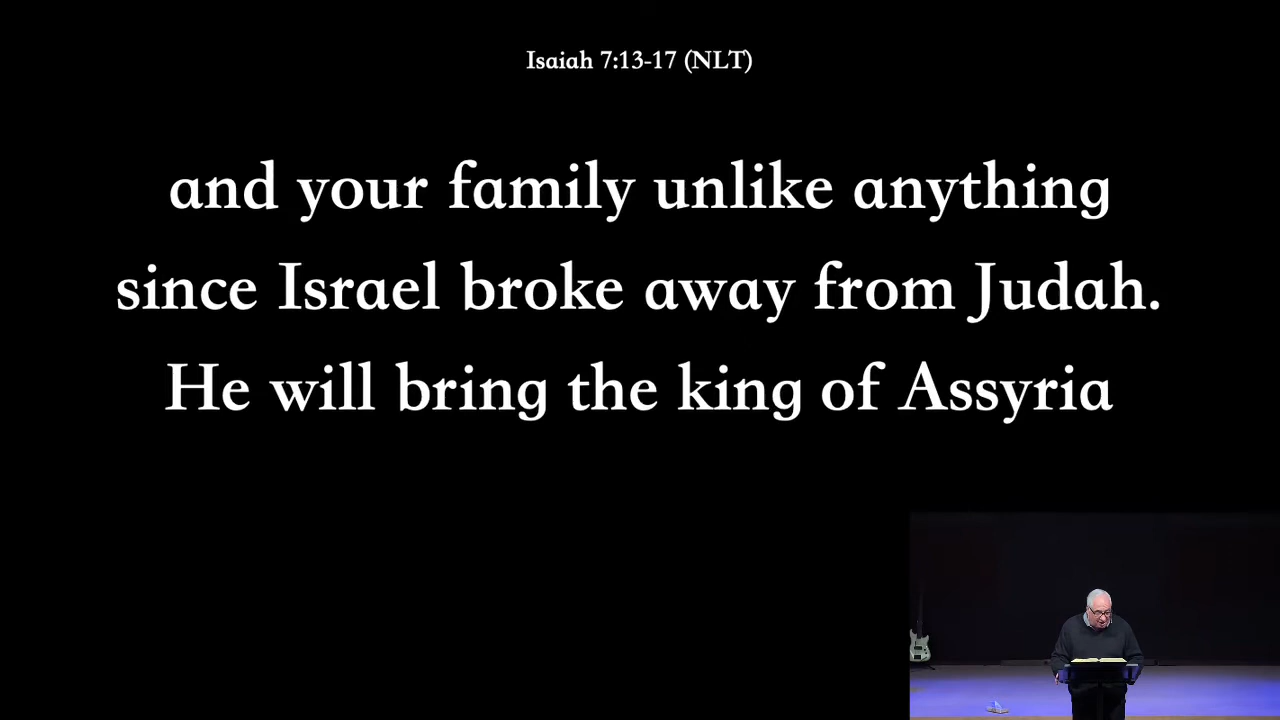 Isaiah 7:13-17 (NLT)
and your family unlike anything
since Israel broke away from Judah.
He will bring the king of Assyria